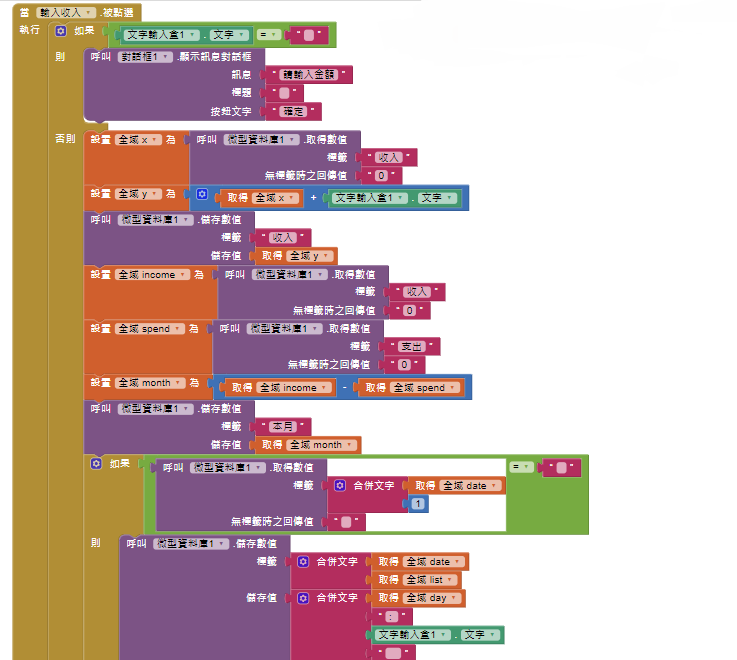 當 輸入收入 .被點選
執行 如果 文字輸入盒1 . 文字 = " "
則 呼叫 對話框1 .顯示訊息對話框
訊息 " 請輸入金額 "
標題 " "
按鈕文字 " 確定 "
否則 設置 全域 x 為 呼叫 微型資料庫1 .取得數值
標籤 " 收入 "
無標籤時之回傳值 " 0 "
設置 全域 y 為 取得 全域 x + 文字輸入盒1 . 文字
呼叫 微型資料庫1 .儲存數值
標籤 " 收入 "
儲存值 取得 全域 y
設置 全域 income 為 呼叫 微型資料庫1 .取得數值
標籤 " 收入 "
無標籤時之回傳值 " 0 "
設置 全域 spend 為 呼叫 微型資料庫1 .取得數值
標籤 " 支出 "
無標籤時之回傳值 " 0 "
設置 全域 month 為 取得 全域 income - 取得 全域 spend
呼叫 微型資料庫1 .儲存數值
標籤 " 本月 "
儲存值 取得 全域 month
如果 呼叫 微型資料庫1 .取得數值 = " "
標籤 合併文字 取得 全域 date
1
無標籤時之回傳值 " "
則 呼叫 微型資料庫1 .儲存數值
標籤 合併文字 取得 全域 date
取得 全域 list
儲存值 合併文字 取得 全域 day
" : "
文字輸入盒1 . 文字
" "